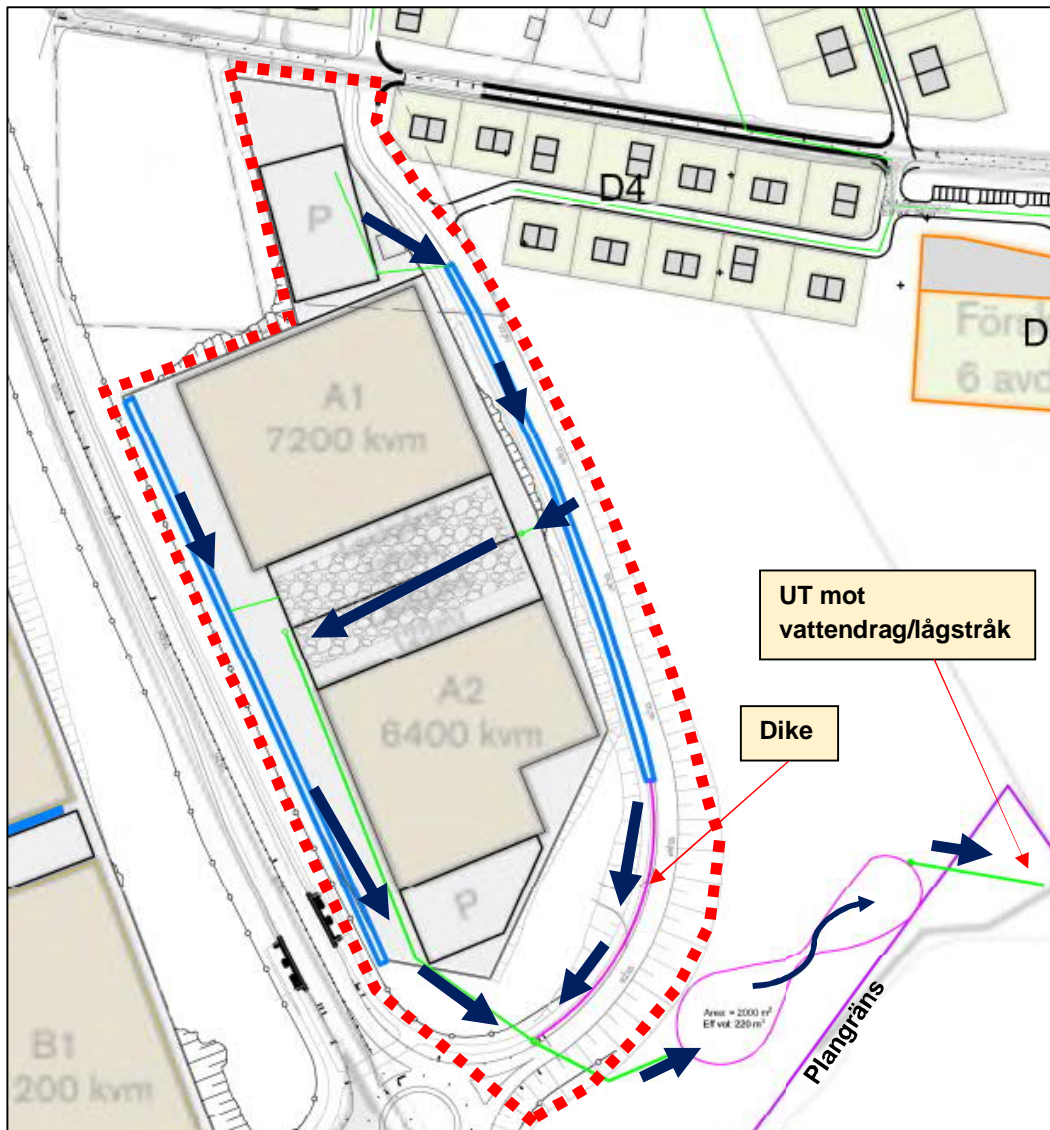 D4
P
Förs
D
6 avd
A1
7200 kvm
UT mot
vattendrag/lågstråk
A2
6400 kvm
Dike
P
Area: = 2000 m²
Eff vol: 220 m³
Plangräns
B1
200 kvm